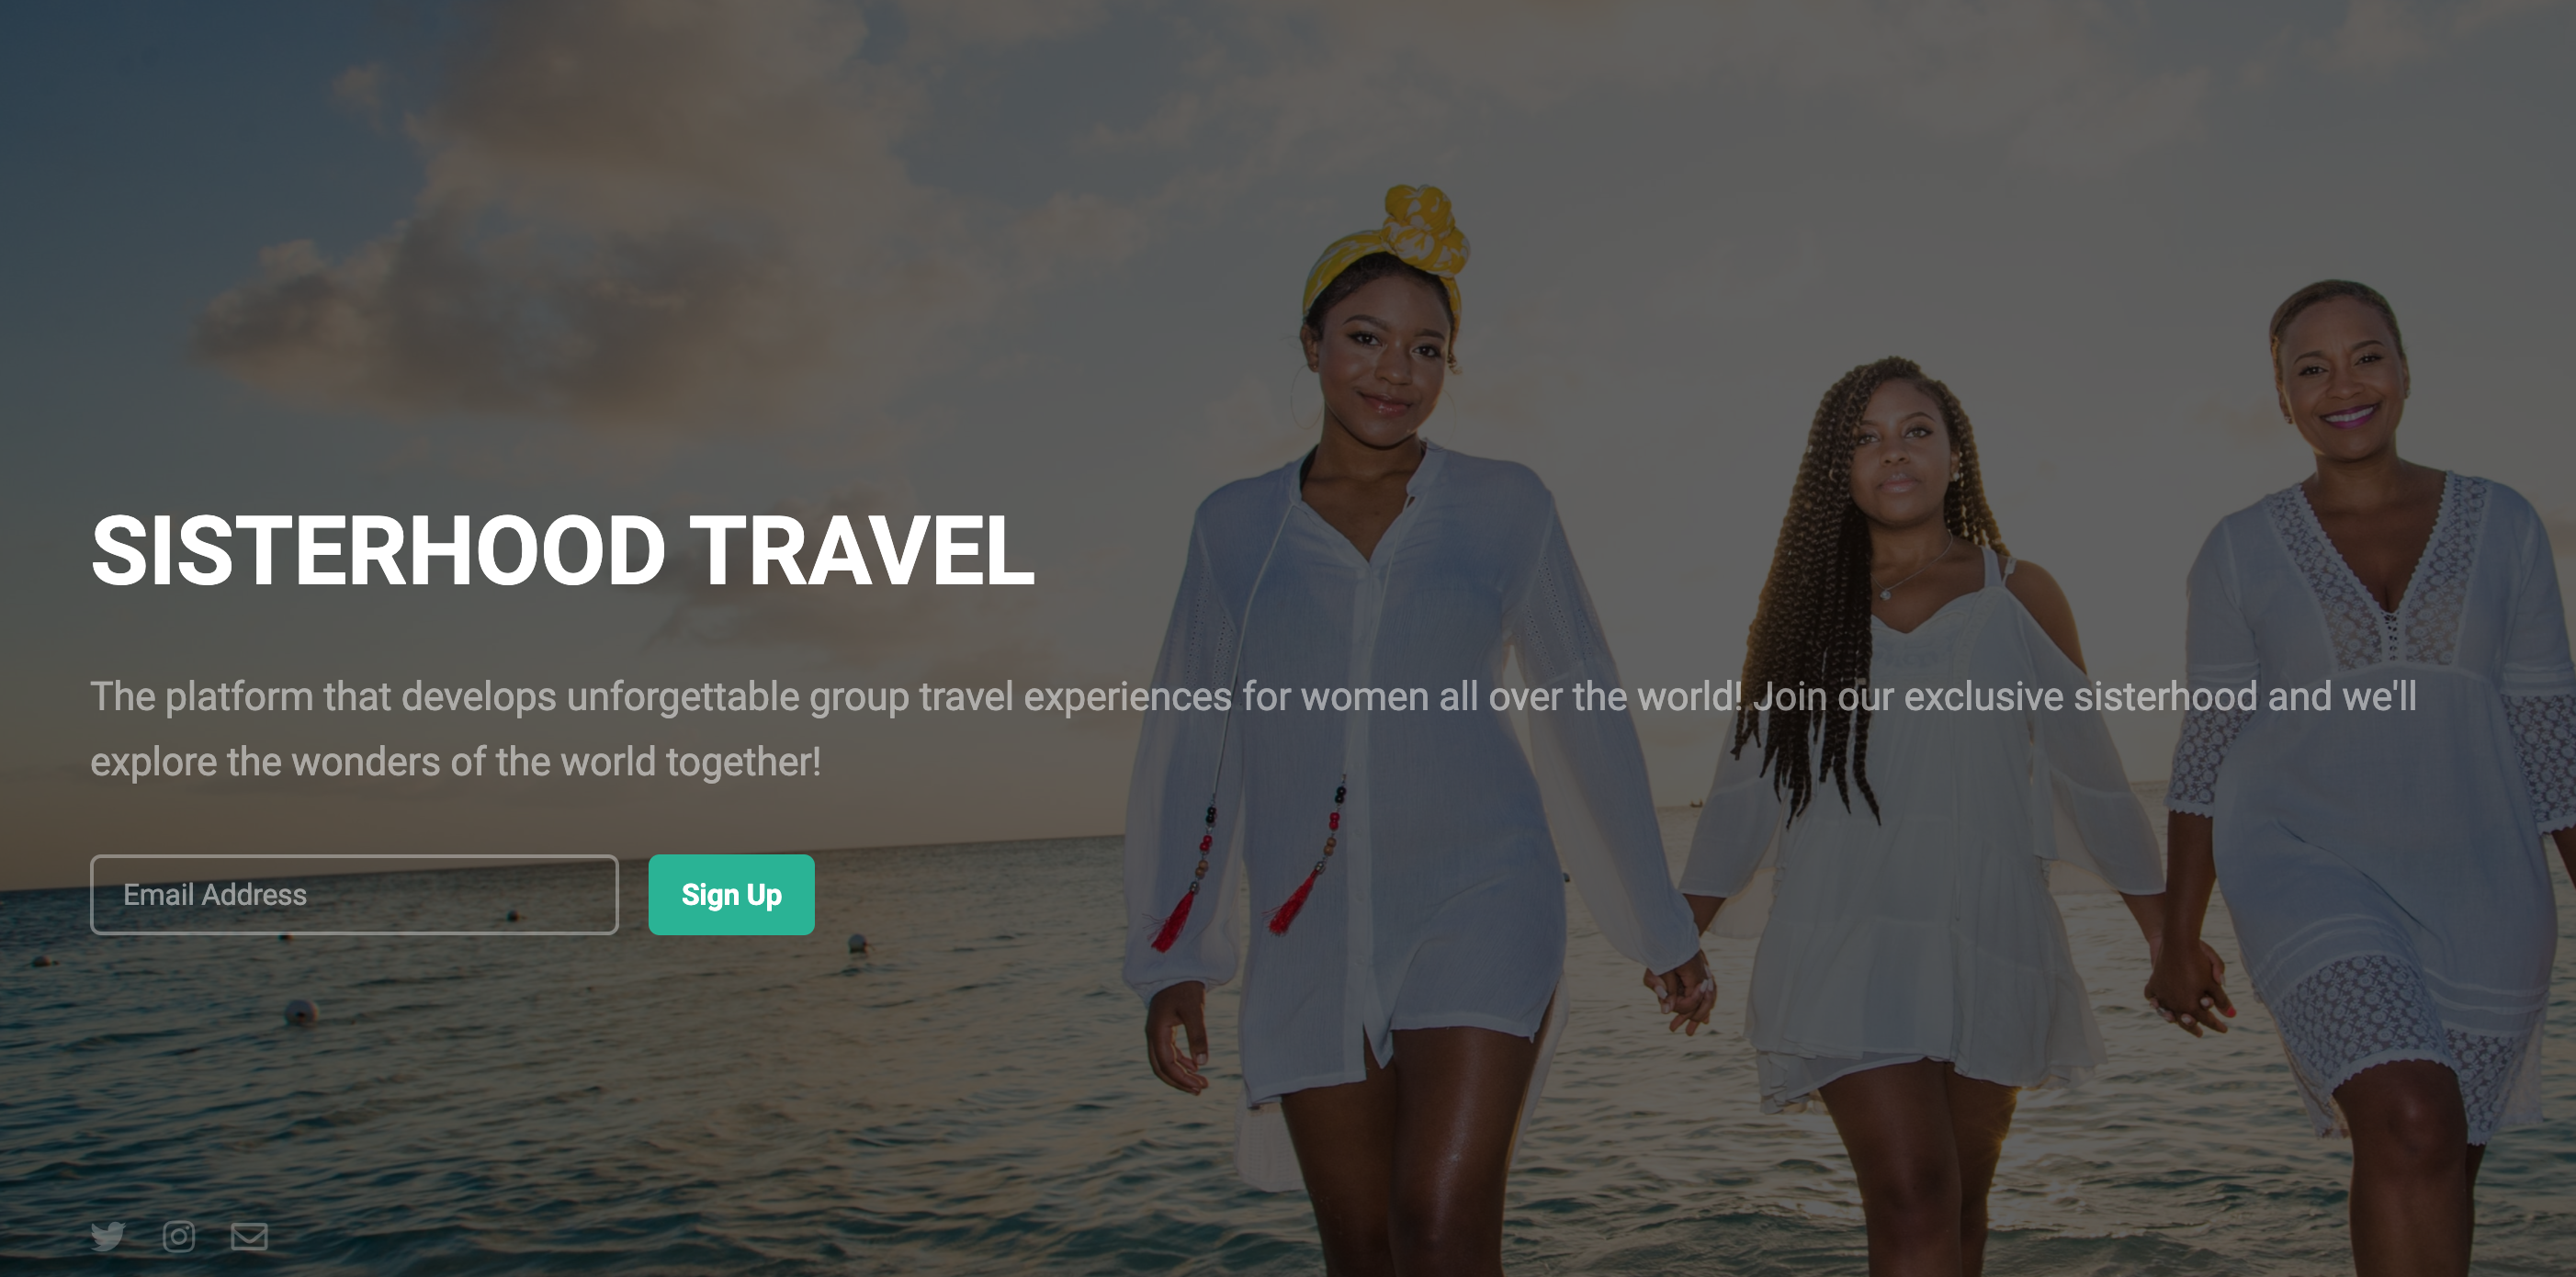 SISTERHOOD TRAVEL
The platform that develops unforgettable group travel experiences for women all over the world! Join our exclusive sisterhood and we'll
explore the wonders of the world together!
Email Address
Sign Up